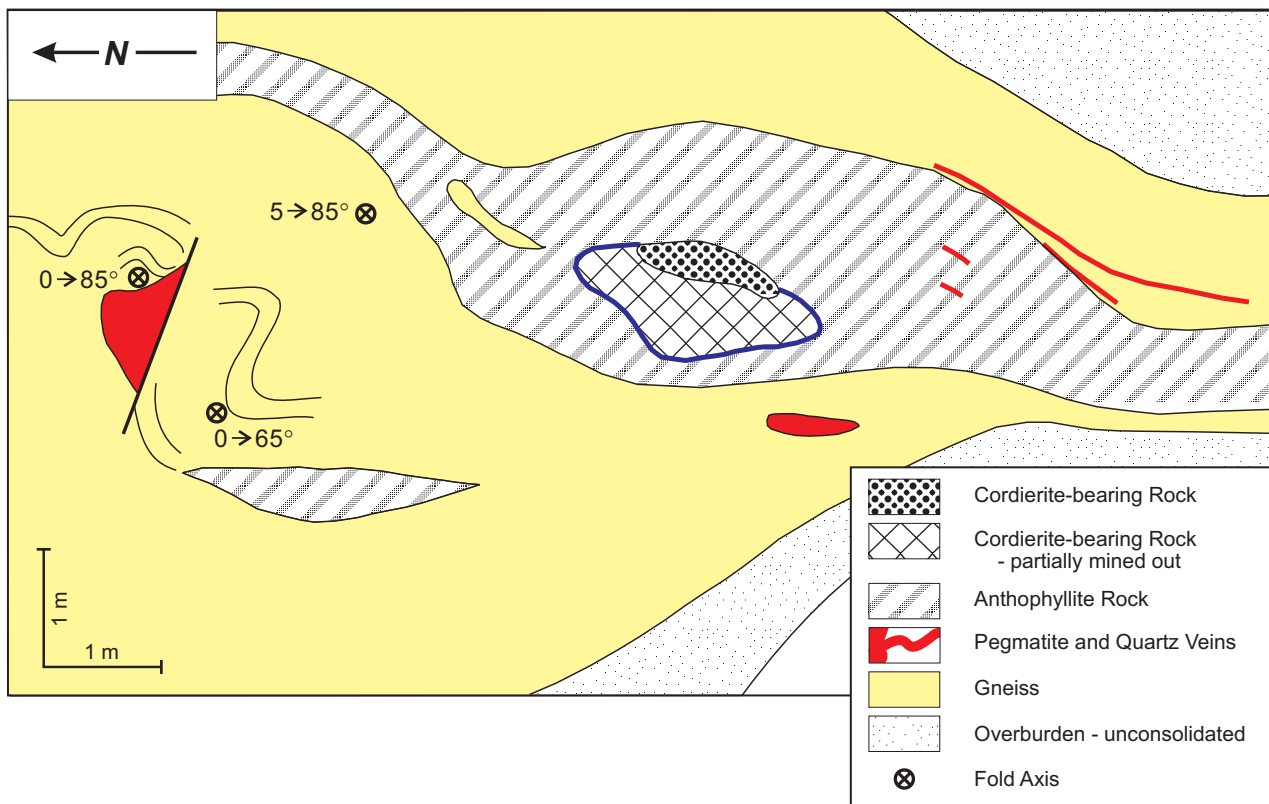 N
5→85°
0→85°
0→65°
1 m
1 m
Cordierite-bearing Rock
Cordierite-bearing Rock
- partially mined out
Anthophyllite Rock
Pegmatite and Quartz Veins
Gneiss
Overburden - unconsolidated
Fold Axis